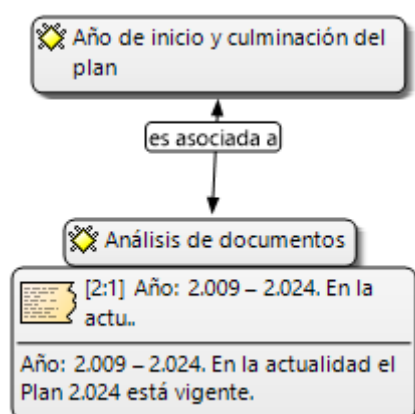 Año de inicio y culminación del
plan
es asociada a
Análisis de documentos
[2:1] Año: 2.009 – 2.024. En la
actu..
Año: 2.009 – 2.024. En la actualidad el
Plan 2.024 está vigente.